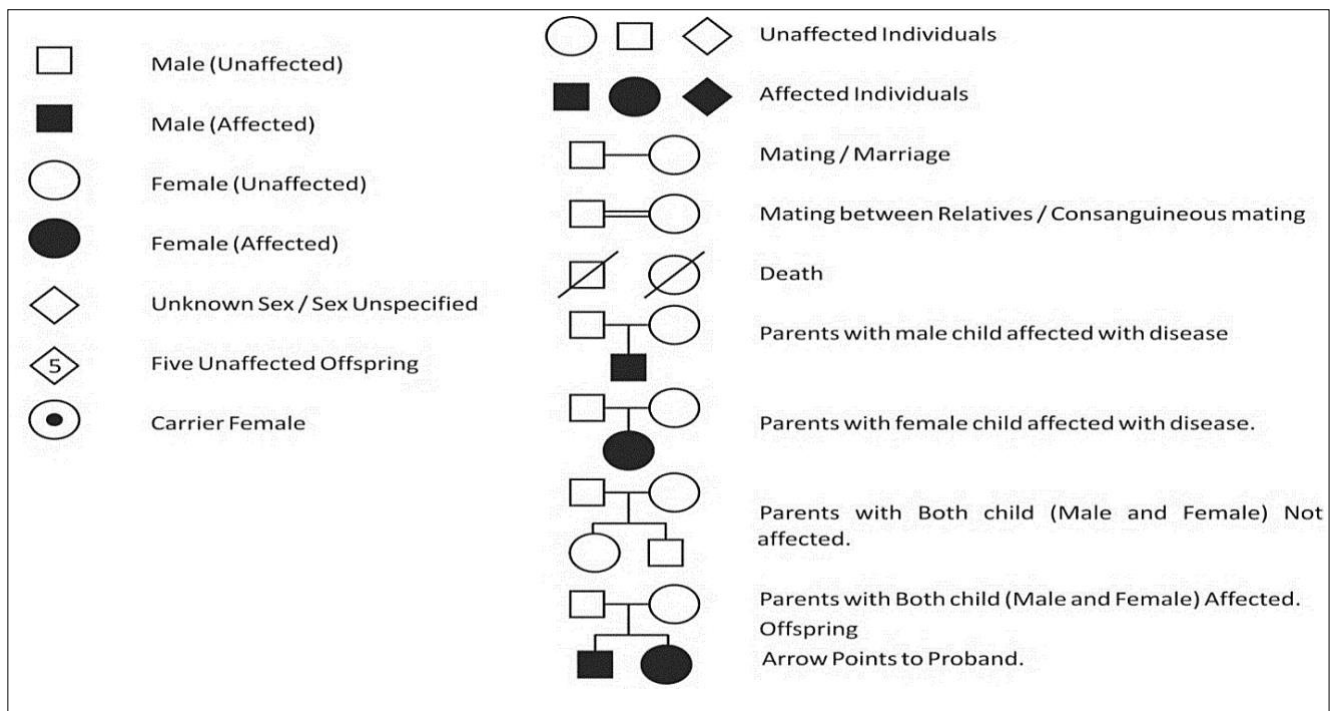 Male (Unaffected)
Male (Affected)
Female (Unaffected)
Female (Affected)
Unknown Sex / Sex Unspecified
5 Five Unaffected Offspring
Carrier Female
Unaffected Individuals
Affected Individuals
Mating / Marriage
Mating between Relatives / Consanguineous mating
Death
Parents with male child affected with disease
Parents with female child affected with disease.
Parents with Both child (Male and Female) Not
affected.
Parents with Both child (Male and Female) Affected.
Offspring
Arrow Points to Proband.